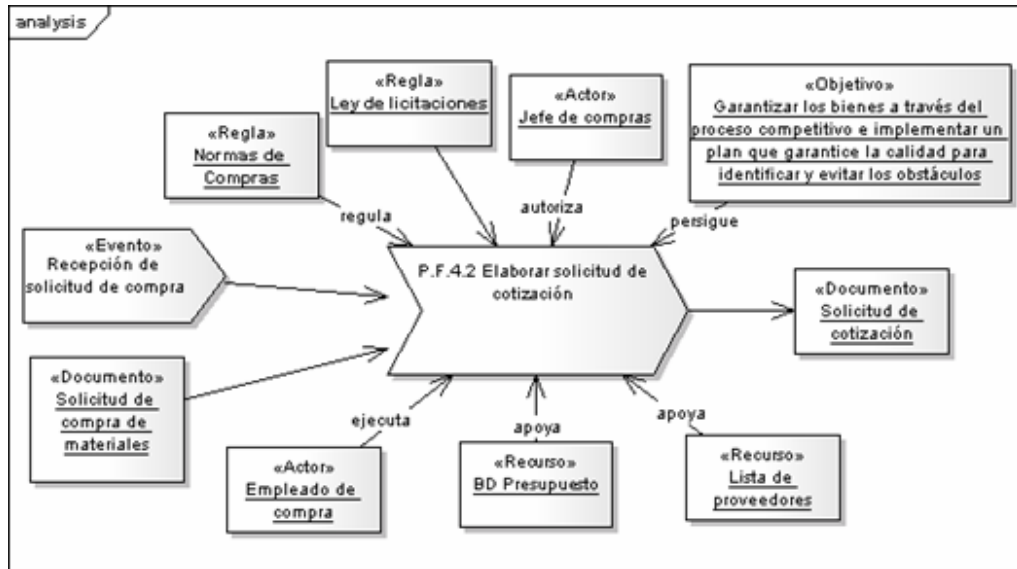 analysis
«Regla»
Ley de licitaciones
«Actor»
Jefe de compras
«Objetivo»
Garantizar los bienes a través del
proceso competitivo e implementar un
plan que garantice la calidad para
identificar y evitar los obstáculos
«Regla»
Normas de
Compras
regula
autoriza
persigue
«Evento»
Recepción de
solicitud de compra
P.F.4.2 Elaborar solicitud de
cotización
«Documento»
Solicitud de
cotización
«Documento»
Solicitud de
compra de
materiales
ejecuta
apoya
apoya
«Actor»
Empleado de
compra
«Recurso»
BD Presupuesto
«Recurso»
Lista de
proveedores